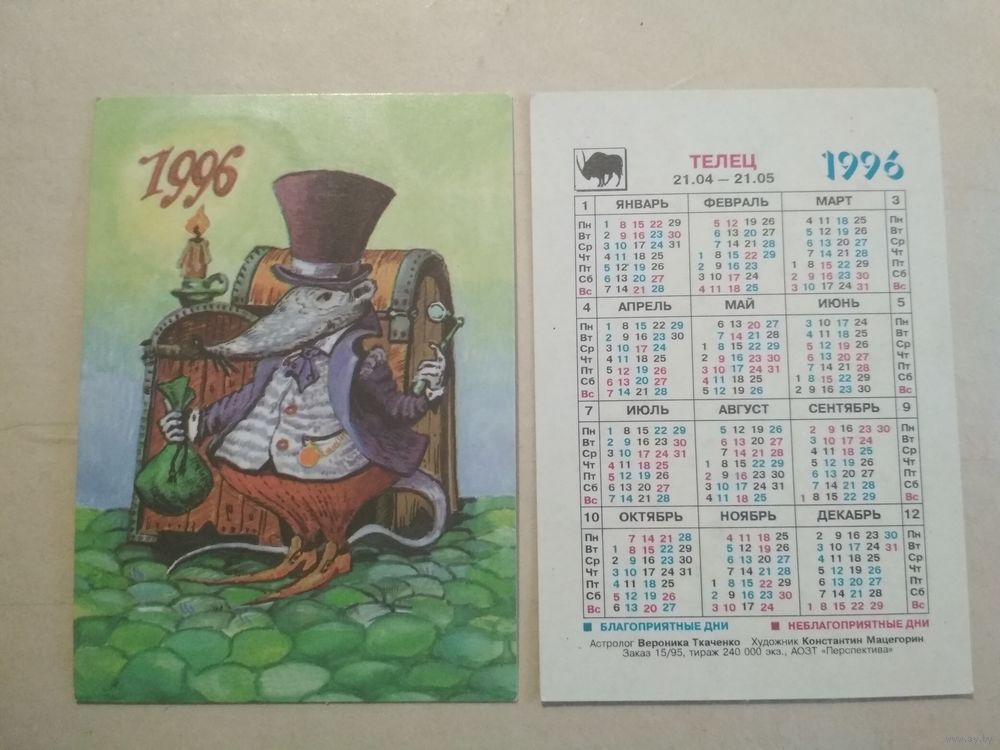 1996
ТЕЛЕЦ 1996
21.04 — 21.05
1 ЯНВАРЬ ФЕВРАЛЬ МАРТ 3
Пн 1 8 15 22 29 5 12 19 26 4 11 18 25 Пн
Вт 2 9 16 23 30 6 13 20 27 5 12 19 26 Вт
Ср 3 10 17 24 31 7 14 21 28 6 13 20 27 Ср
Чт 4 11 18 25 1 8 15 22 29 7 14 21 28 Чт
Пт 5 12 19 26 2 9 16 23 1 8 15 22 29 Пт
Сб 6 13 20 27 3 10 17 24 2 9 16 23 30 Сб
Вс 7 14 21 28 4 11 18 25 3 10 17 24 31 Вс
4 АПРЕЛЬ МАЙ ИЮНЬ 5
Пн 1 8 15 22 29 6 13 20 27 3 10 17 24 Пн
Вт 2 9 16 23 30 7 14 21 28 4 11 18 25 Вт
Ср 3 10 17 24 1 8 15 22 29 5 12 19 26 Ср
Чт 4 11 18 25 2 9 16 23 30 6 13 20 27 Чт
Пт 5 12 19 26 3 10 17 24 31 7 14 21 28 Пт
Сб 6 13 20 27 4 11 18 25 1 8 15 22 29 Сб
Вс 7 14 21 28 5 12 19 26 2 9 16 23 30 Вс
7 ИЮЛЬ АВГУСТ СЕНТЯБРЬ 9
Пн 1 8 15 22 29 5 12 19 26 2 9 16 23 30 Пн
Вт 2 9 16 23 30 6 13 20 27 3 10 17 24 Вт
Ср 3 10 17 24 31 7 14 21 28 4 11 18 25 Ср
Чт 4 11 18 25 1 8 15 22 29 5 12 19 26 Чт
Пт 5 12 19 26 2 9 16 23 30 6 13 20 27 Пт
Сб 6 13 20 27 3 10 17 24 31 7 14 21 28 Сб
Вс 7 14 21 28 4 11 18 25 1 8 15 22 29 Вс
10 ОКТЯБРЬ НОЯБРЬ ДЕКАБРЬ 12
Пн 7 14 21 28 4 11 18 25 2 9 16 23 30 Пн
Вт 1 8 15 22 29 5 12 19 26 3 10 17 24 31 Вт
Ср 2 9 16 23 30 6 13 20 27 4 11 18 25 Ср
Чт 3 10 17 24 31 7 14 21 28 5 12 19 26 Чт
Пт 4 11 18 25 1 8 15 22 29 6 13 20 27 Пт
Сб 5 12 19 26 2 9 16 23 30 7 14 21 28 Сб
Вс 6 13 20 27 3 10 17 24 1 8 15 22 29 Вс
БЛАГОПРИЯТНЫЕ ДНИ НЕБЛАГОПРИЯТНЫЕ ДНИ
Астролог Вероника Ткаченко Художник Константин Мацегорин
Заказ 15/95, тираж 240 000 экз., АОЗТ «Перспектива»